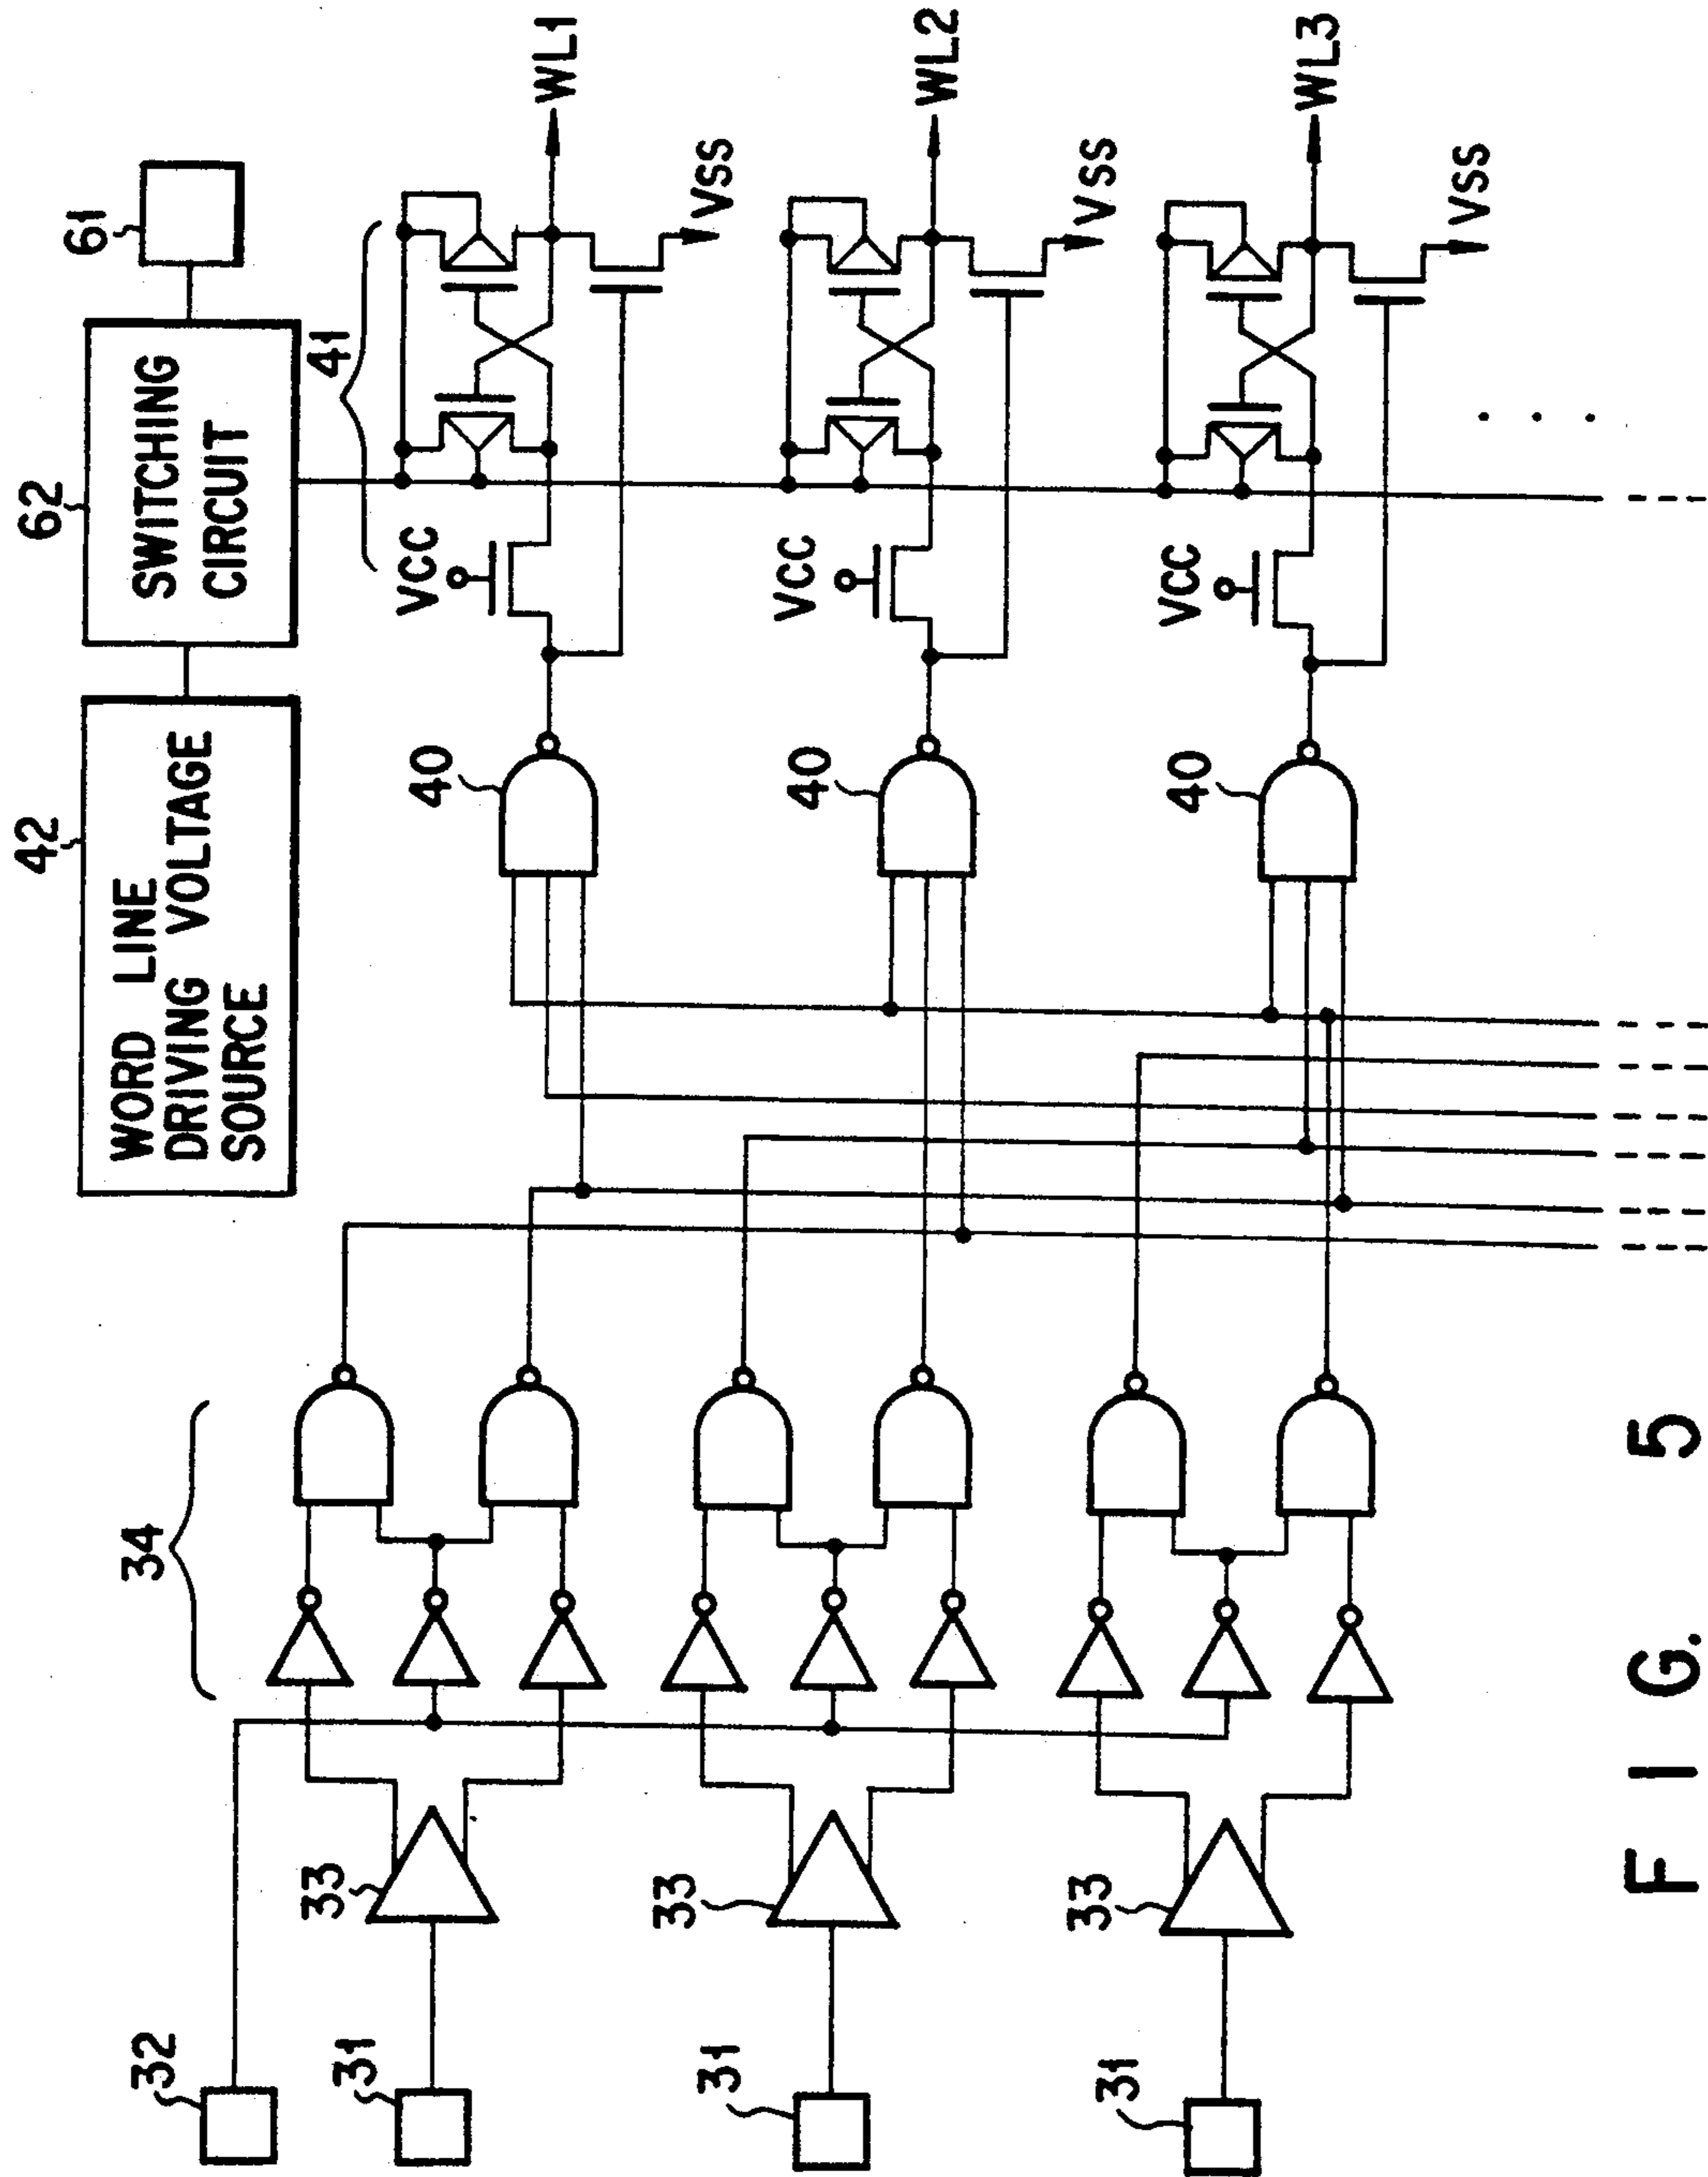 42
WORD LINE
DRIVING VOLTAGE
SOURCE
62
SWITCHING
CIRCUIT
61
41
32
34
31
33
40
VCC
WL1
VSS
31
33
40
VCC
WL2
VSS
31
33
40
VCC
WL3
VSS
FIG. 5